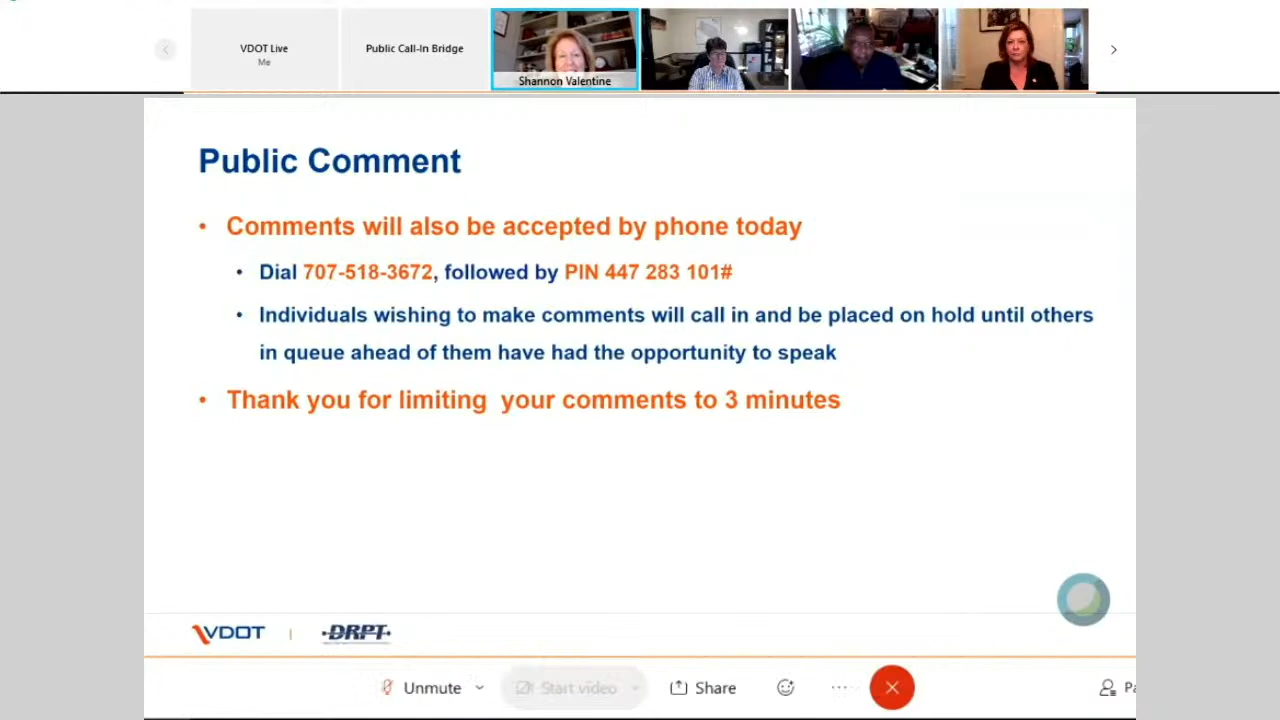 VDOT Live
Me
Public Call-In Bridge
Shannon Valentine
Public Comment
• Comments will also be accepted by phone today
• Dial 707-518-3672, followed by PIN 447 283 101#
• Individuals wishing to make comments will call in and be placed on hold until others
in queue ahead of them have had the opportunity to speak
• Thank you for limiting your comments to 3 minutes
VDOT | DRPT
Unmute Start video Share ... Pa